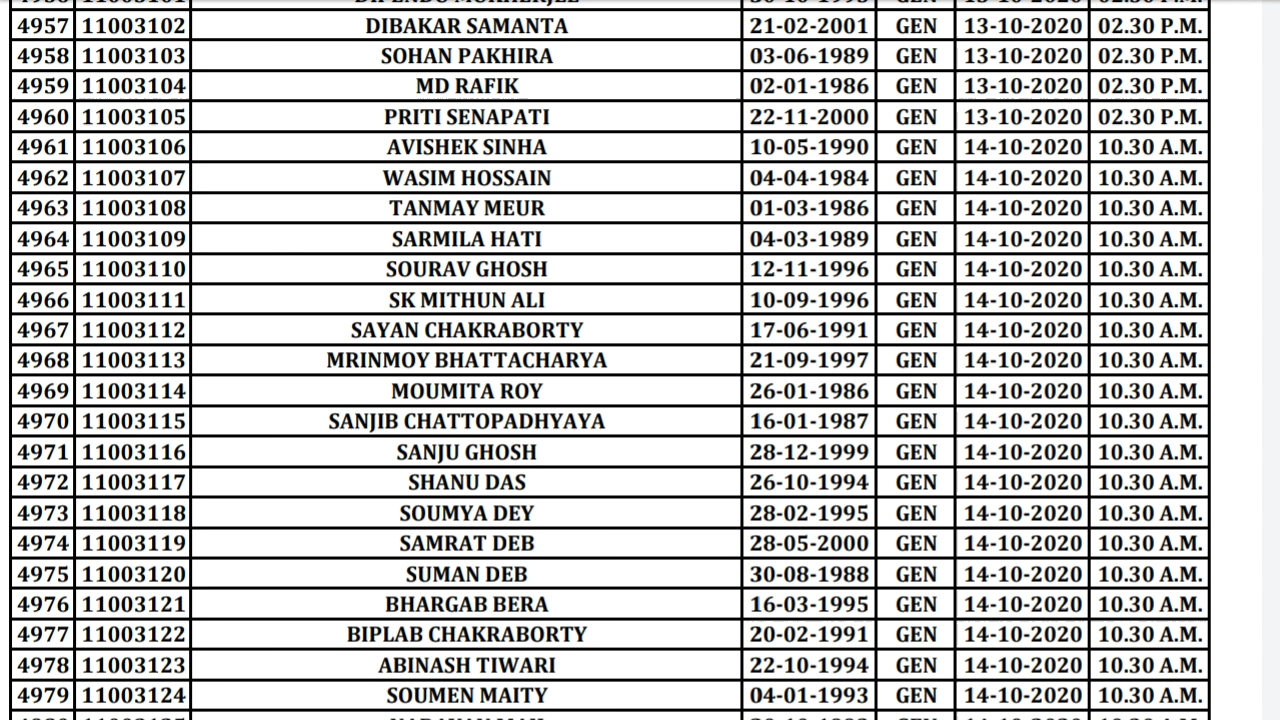 4957 11003102 DIBAKAR SAMANTA 21-02-2001 GEN 13-10-2020 02.30 P.M.
4958 11003103 SOHAN PAKHIRA 03-06-1989 GEN 13-10-2020 02.30 P.M.
4959 11003104 MD RAFIK 02-01-1986 GEN 13-10-2020 02.30 P.M.
4960 11003105 PRITI SENAPATI 22-11-2000 GEN 13-10-2020 02.30 P.M.
4961 11003106 AVISHEK SINHA 10-05-1990 GEN 14-10-2020 10.30 A.M.
4962 11003107 WASIM HOSSAIN 04-04-1984 GEN 14-10-2020 10.30 A.M.
4963 11003108 TANMAY MEUR 01-03-1986 GEN 14-10-2020 10.30 A.M.
4964 11003109 SARMILA HATI 04-03-1989 GEN 14-10-2020 10.30 A.M.
4965 11003110 SOURAV GHOSH 12-11-1996 GEN 14-10-2020 10.30 A.M.
4966 11003111 SK MITHUN ALI 10-09-1996 GEN 14-10-2020 10.30 A.M.
4967 11003112 SAYAN CHAKRABORTY 17-06-1991 GEN 14-10-2020 10.30 A.M.
4968 11003113 MRINMOY BHATTACHARYA 21-09-1997 GEN 14-10-2020 10.30 A.M.
4969 11003114 MOUMITA ROY 26-01-1986 GEN 14-10-2020 10.30 A.M.
4970 11003115 SANJIB CHATTOPADHYAYA 16-01-1987 GEN 14-10-2020 10.30 A.M.
4971 11003116 SANJU GHOSH 28-12-1999 GEN 14-10-2020 10.30 A.M.
4972 11003117 SHANU DAS 26-10-1994 GEN 14-10-2020 10.30 A.M.
4973 11003118 SOUMYA DEY 28-02-1995 GEN 14-10-2020 10.30 A.M.
4974 11003119 SAMRAT DEB 28-05-2000 GEN 14-10-2020 10.30 A.M.
4975 11003120 SUMAN DEB 30-08-1988 GEN 14-10-2020 10.30 A.M.
4976 11003121 BHARGAB BERA 16-03-1995 GEN 14-10-2020 10.30 A.M.
4977 11003122 BIPLAB CHAKRABORTY 20-02-1991 GEN 14-10-2020 10.30 A.M.
4978 11003123 ABINASH TIWARI 22-10-1994 GEN 14-10-2020 10.30 A.M.
4979 11003124 SOUMEN MAITY 04-01-1993 GEN 14-10-2020 10.30 A.M.